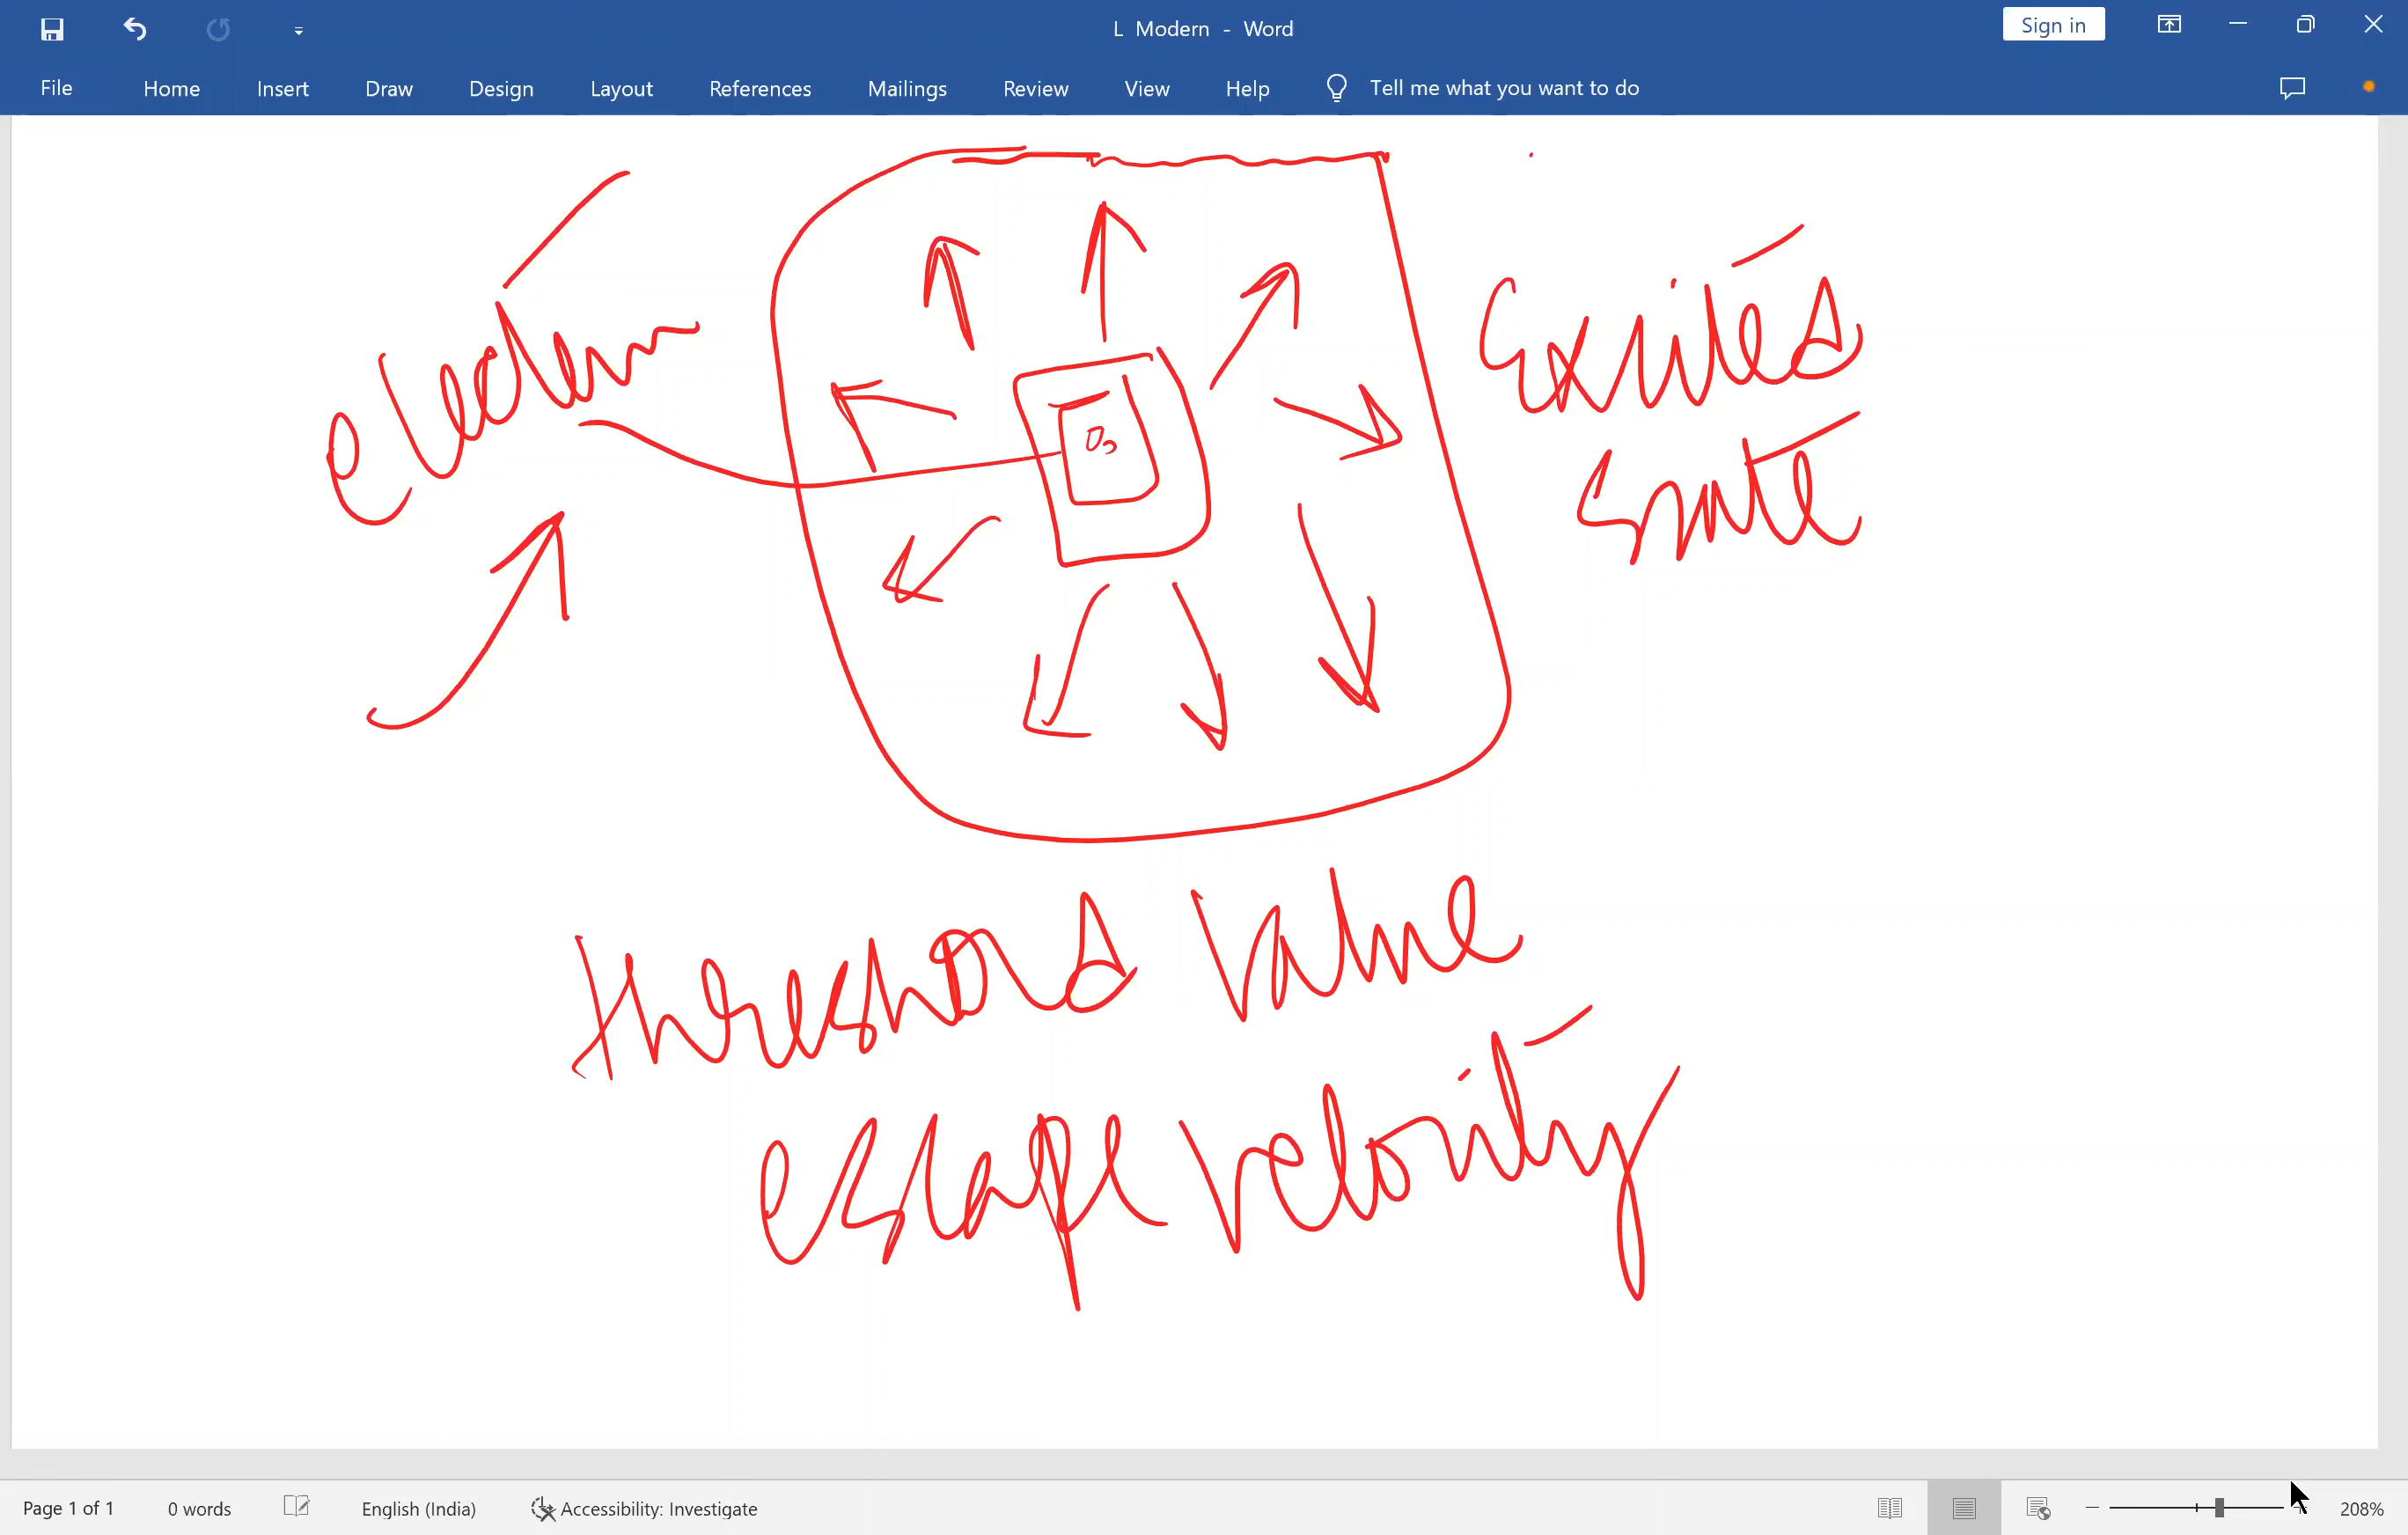 L Modern - Word
Sign in
File Home Insert Draw Design Layout References Mailings Review View Help Tell me what you want to do
electron
Excited
State
O3
threshold value
escape velocity
Page 1 of 1 0 words English (India) Accessibility: Investigate 208%